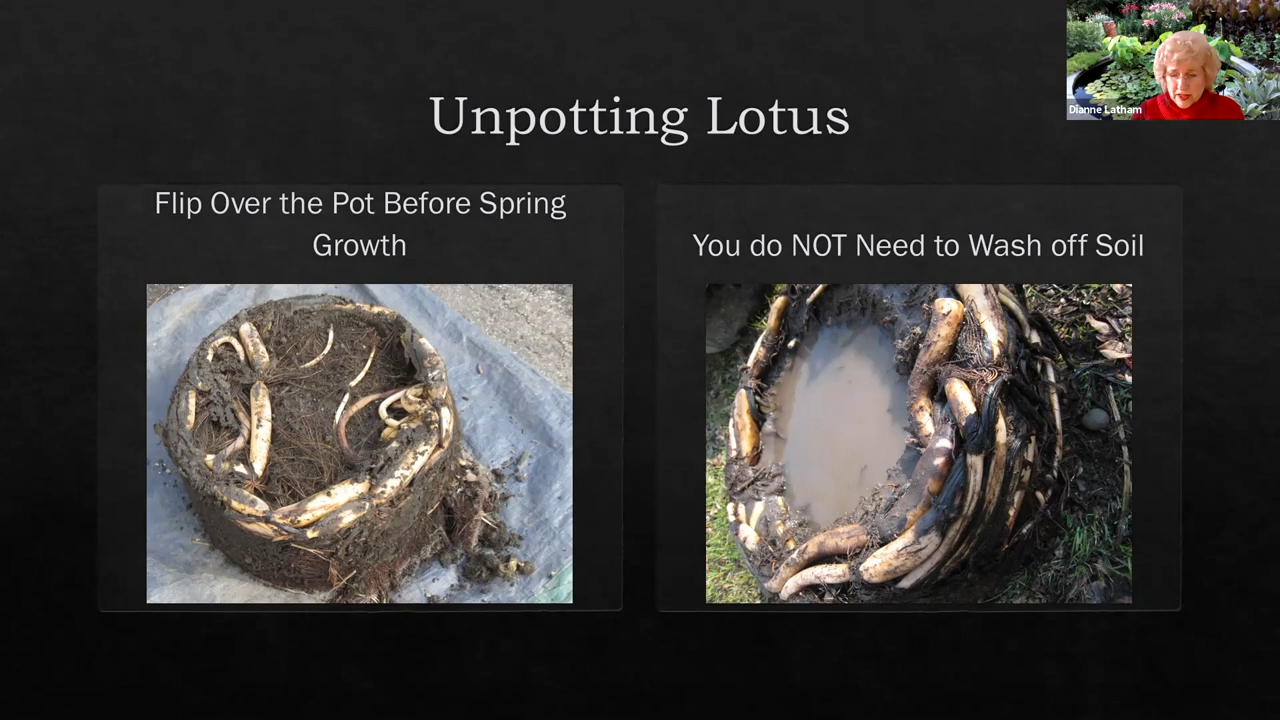 Unpotting Lotus
Dianne Latham
Flip Over the Pot Before Spring
Growth
You do NOT Need to Wash off Soil